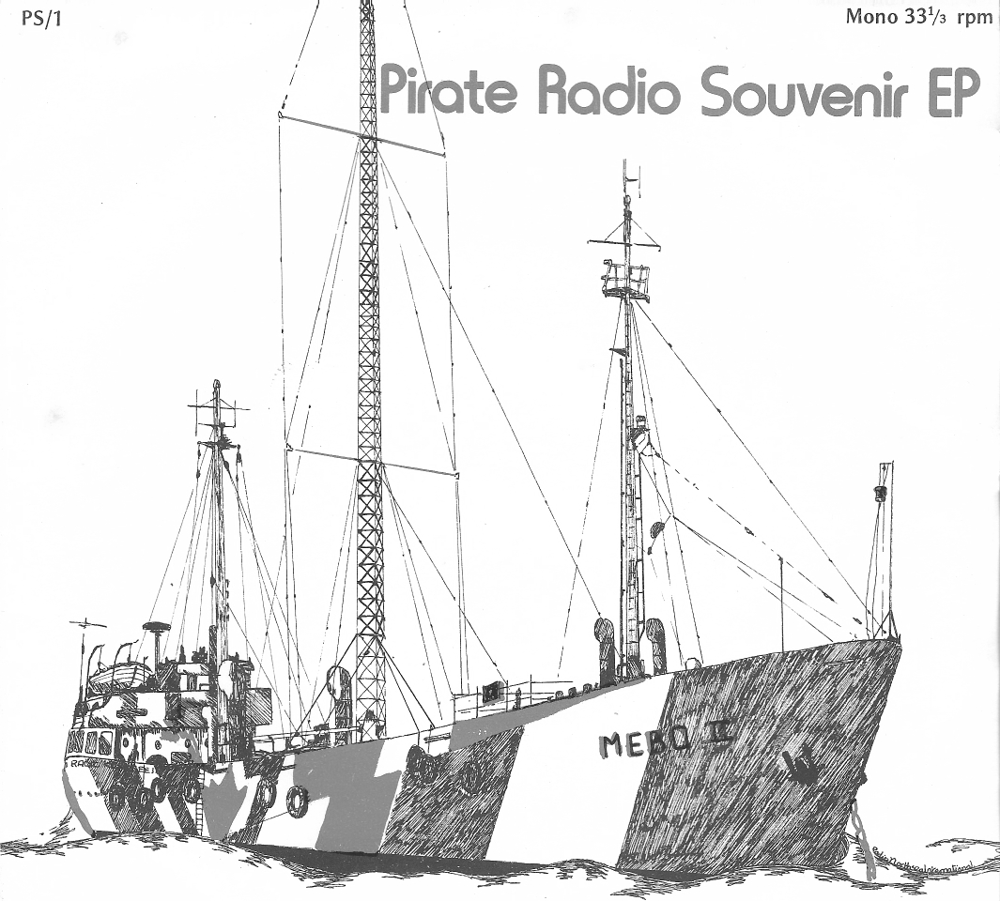 PS/1
Mono 33⅓ rpm
Pirate Radio Souvenir EP
MEBO II